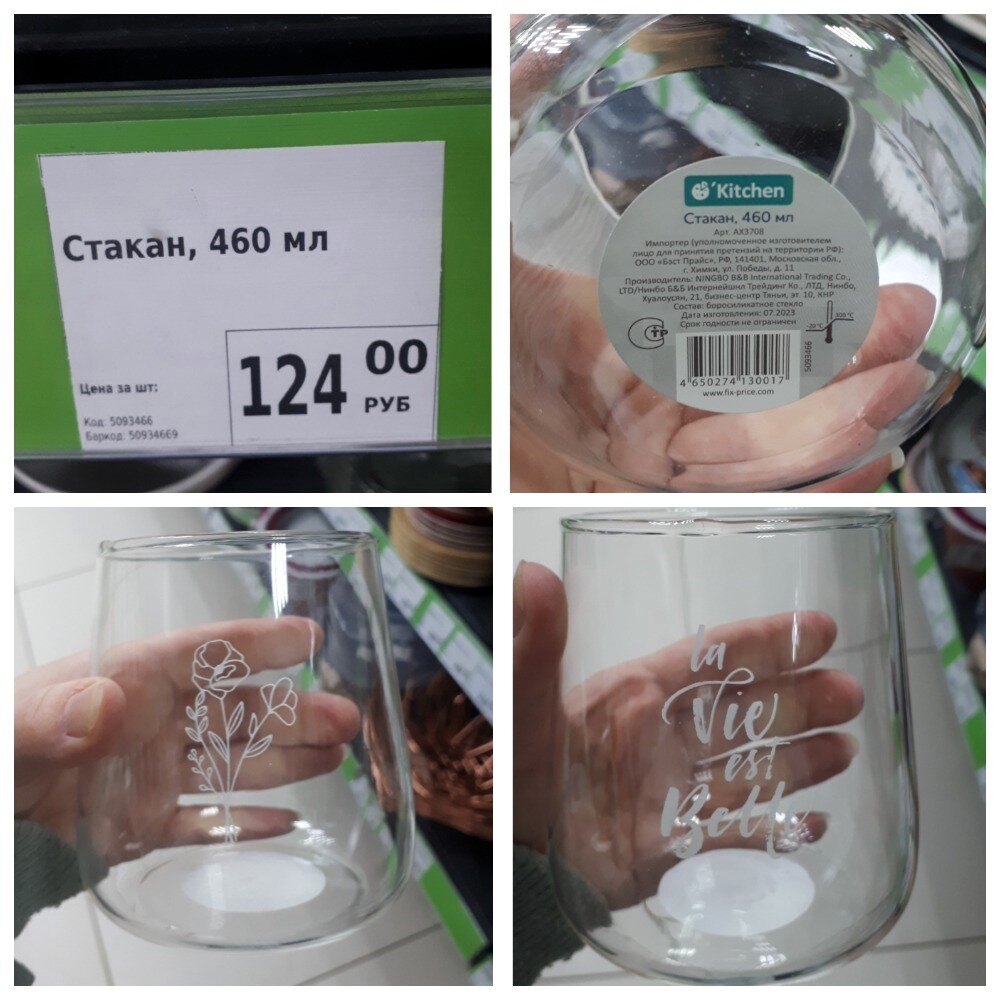 Стакан, 460 мл
Цена за шт:
124 00
РУБ
Код: 5093466
Баркод: 50934669
'Kitchen
Стакан, 460 мл
Арт. AX3708
Импортер (уполномоченное изготовителем
лицо для принятия претензий на территории РФ):
ООО «Бэст Прайс», РФ, 141401, Московская обл.,
г. Химки, ул. Победы, д. 11
Производитель: NINGBO B&B International Trading Co.,
LTD/Нинбо Б&Б Интернейшнл Трейдинг Ко., ЛТД, Нинбо,
Хуалоусян, 21, бизнес-центр Тяньи, эт. 10, КНР
Состав: боросиликатное стекло
Дата изготовления: 07.2023
Срок годности не ограничен
СТР
-20 °C
300 °C
5093466
4 650274 130017
www.fix-price.com
la
Vie
est
Belle